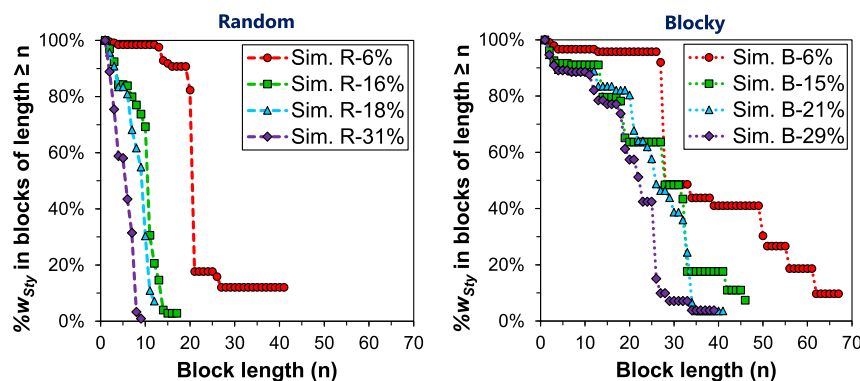 Random
%wSty in blocks of length ≥ n
100%
80%
60%
40%
20%
0%
Sim. R-6%
Sim. R-16%
Sim. R-18%
Sim. R-31%
0 10 20 30 40 50 60 70
Block length (n)
Blocky
%wSty in blocks of length ≥ n
100%
80%
60%
40%
20%
0%
Sim. B-6%
Sim. B-15%
Sim. B-21%
Sim. B-29%
0 10 20 30 40 50 60 70
Block length (n)